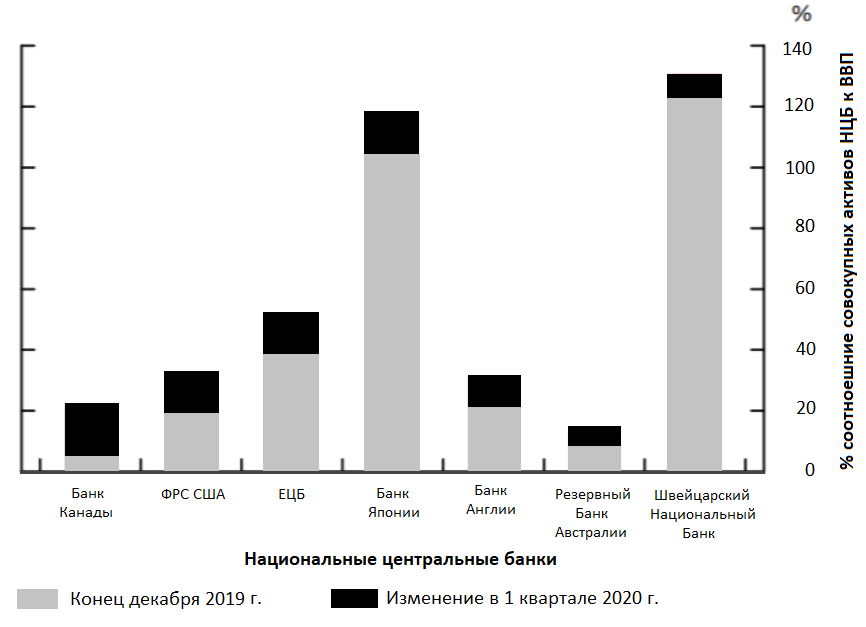 %
140
120
100
80
60
40
20
0
% соотноешние совокупных активов НЦБ к ВВП
Банк
Канады
ФРС США
ЕЦБ
Банк
Японии
Банк
Англии
Резервный
Банк
Австралии
Швейцарский
Национальный
Банк
Национальные центральные банки
Конец декабря 2019 г.
Изменение в 1 квартале 2020 г.